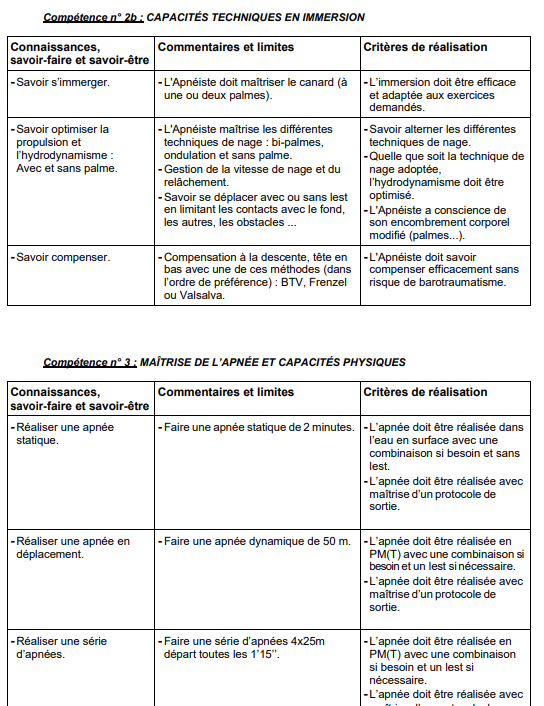 Compétence n° 2b : CAPACITÉS TECHNIQUES EN IMMERSION
Connaissances,
savoir-faire et savoir-être
Commentaires et limites
Critères de réalisation
- Savoir s'immerger.
- L'Apnéiste doit maîtriser le canard (à
une ou deux palmes).
- L'immersion doit être efficace
et adaptée aux exercices
demandés.
- Savoir optimiser la
propulsion et
l'hydrodynamisme :
Avec et sans palme.
- L'Apnéiste maîtrise les différentes
techniques de nage : bi-palmes,
ondulation et sans palme.
- Gestion de la vitesse de nage et du
relâchement.
- Savoir se déplacer avec ou sans lest
en limitant les contacts avec le fond,
les autres, les obstacles ...
- Savoir alterner les différentes
techniques de nage.
- Quelle que soit la technique de
nage adoptée,
l'hydrodynamisme doit être
optimisé.
- L'Apnéiste a conscience de
son encombrement corporel
modifié (palmes...).
- Savoir compenser.
- Compensation à la descente, tête en
bas avec une de ces méthodes (dans
l'ordre de préférence) : BTV, Frenzel
ou Valsalva.
- L'Apnéiste doit savoir
compenser efficacement sans
risque de barotraumatisme.
Compétence n° 3 : MAÎTRISE DE L'APNÉE ET CAPACITÉS PHYSIQUES
Connaissances,
savoir-faire et savoir-être
Commentaires et limites
Critères de réalisation
- Réaliser une apnée
statique.
- Faire une apnée statique de 2 minutes.
- L'apnée doit être réalisée dans
l'eau en surface avec une
combinaison si besoin et sans
lest.
- L'apnée doit être réalisée avec
maîtrise d'un protocole de
sortie.
- Réaliser une apnée en
déplacement.
- Faire une apnée dynamique de 50 m.
- L'apnée doit être réalisée en
PM(T) avec une combinaison si
besoin et un lest si nécessaire.
- L'apnée doit être réalisée avec
maîtrise d'un protocole de
sortie.
- Réaliser une série
d'apnées.
- Faire une série d'apnées 4x25m
départ toutes les 1'15''.
- L'apnée doit être réalisée en
PM(T) avec une combinaison
si besoin et un lest si
nécessaire.
- L'apnée doit être réalisée avec